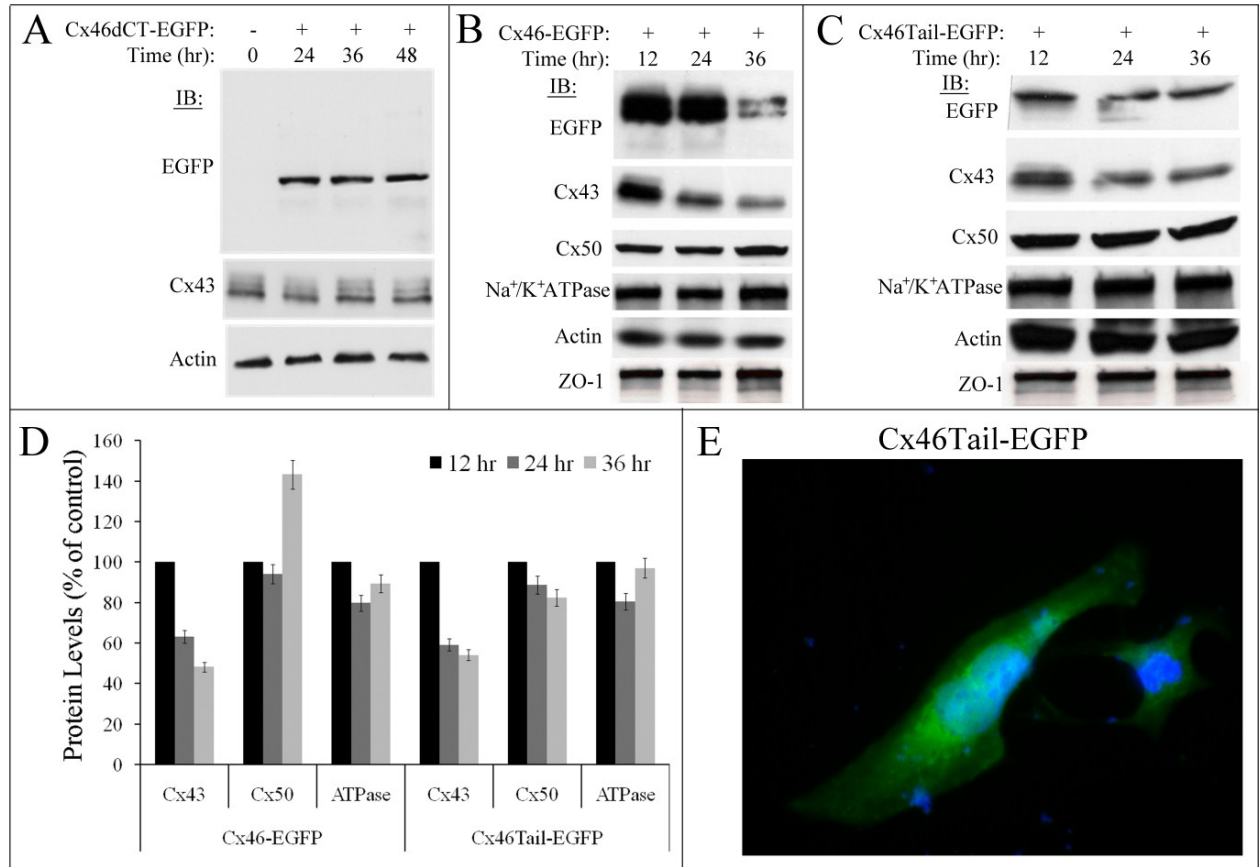 A
Cx46dCT-EGFP: - + + +
Time (hr): 0 24 36 48
IB:
EGFP
Cx43
Actin
B
Cx46-EGFP: + + +
Time (hr): 12 24 36
IB:
EGFP
Cx43
Cx50
Na⁺/K⁺ATPase
Actin
ZO-1
C
Cx46Tail-EGFP: + + +
Time (hr): 12 24 36
IB:
EGFP
Cx43
Cx50
Na⁺/K⁺ATPase
Actin
ZO-1
D
Protein Levels (% of control)
160
140
120
100
80
60
40
20
0
12 hr 24 hr 36 hr
Cx43 Cx50 ATPase Cx43 Cx50 ATPase
Cx46-EGFP Cx46Tail-EGFP
E
Cx46Tail-EGFP